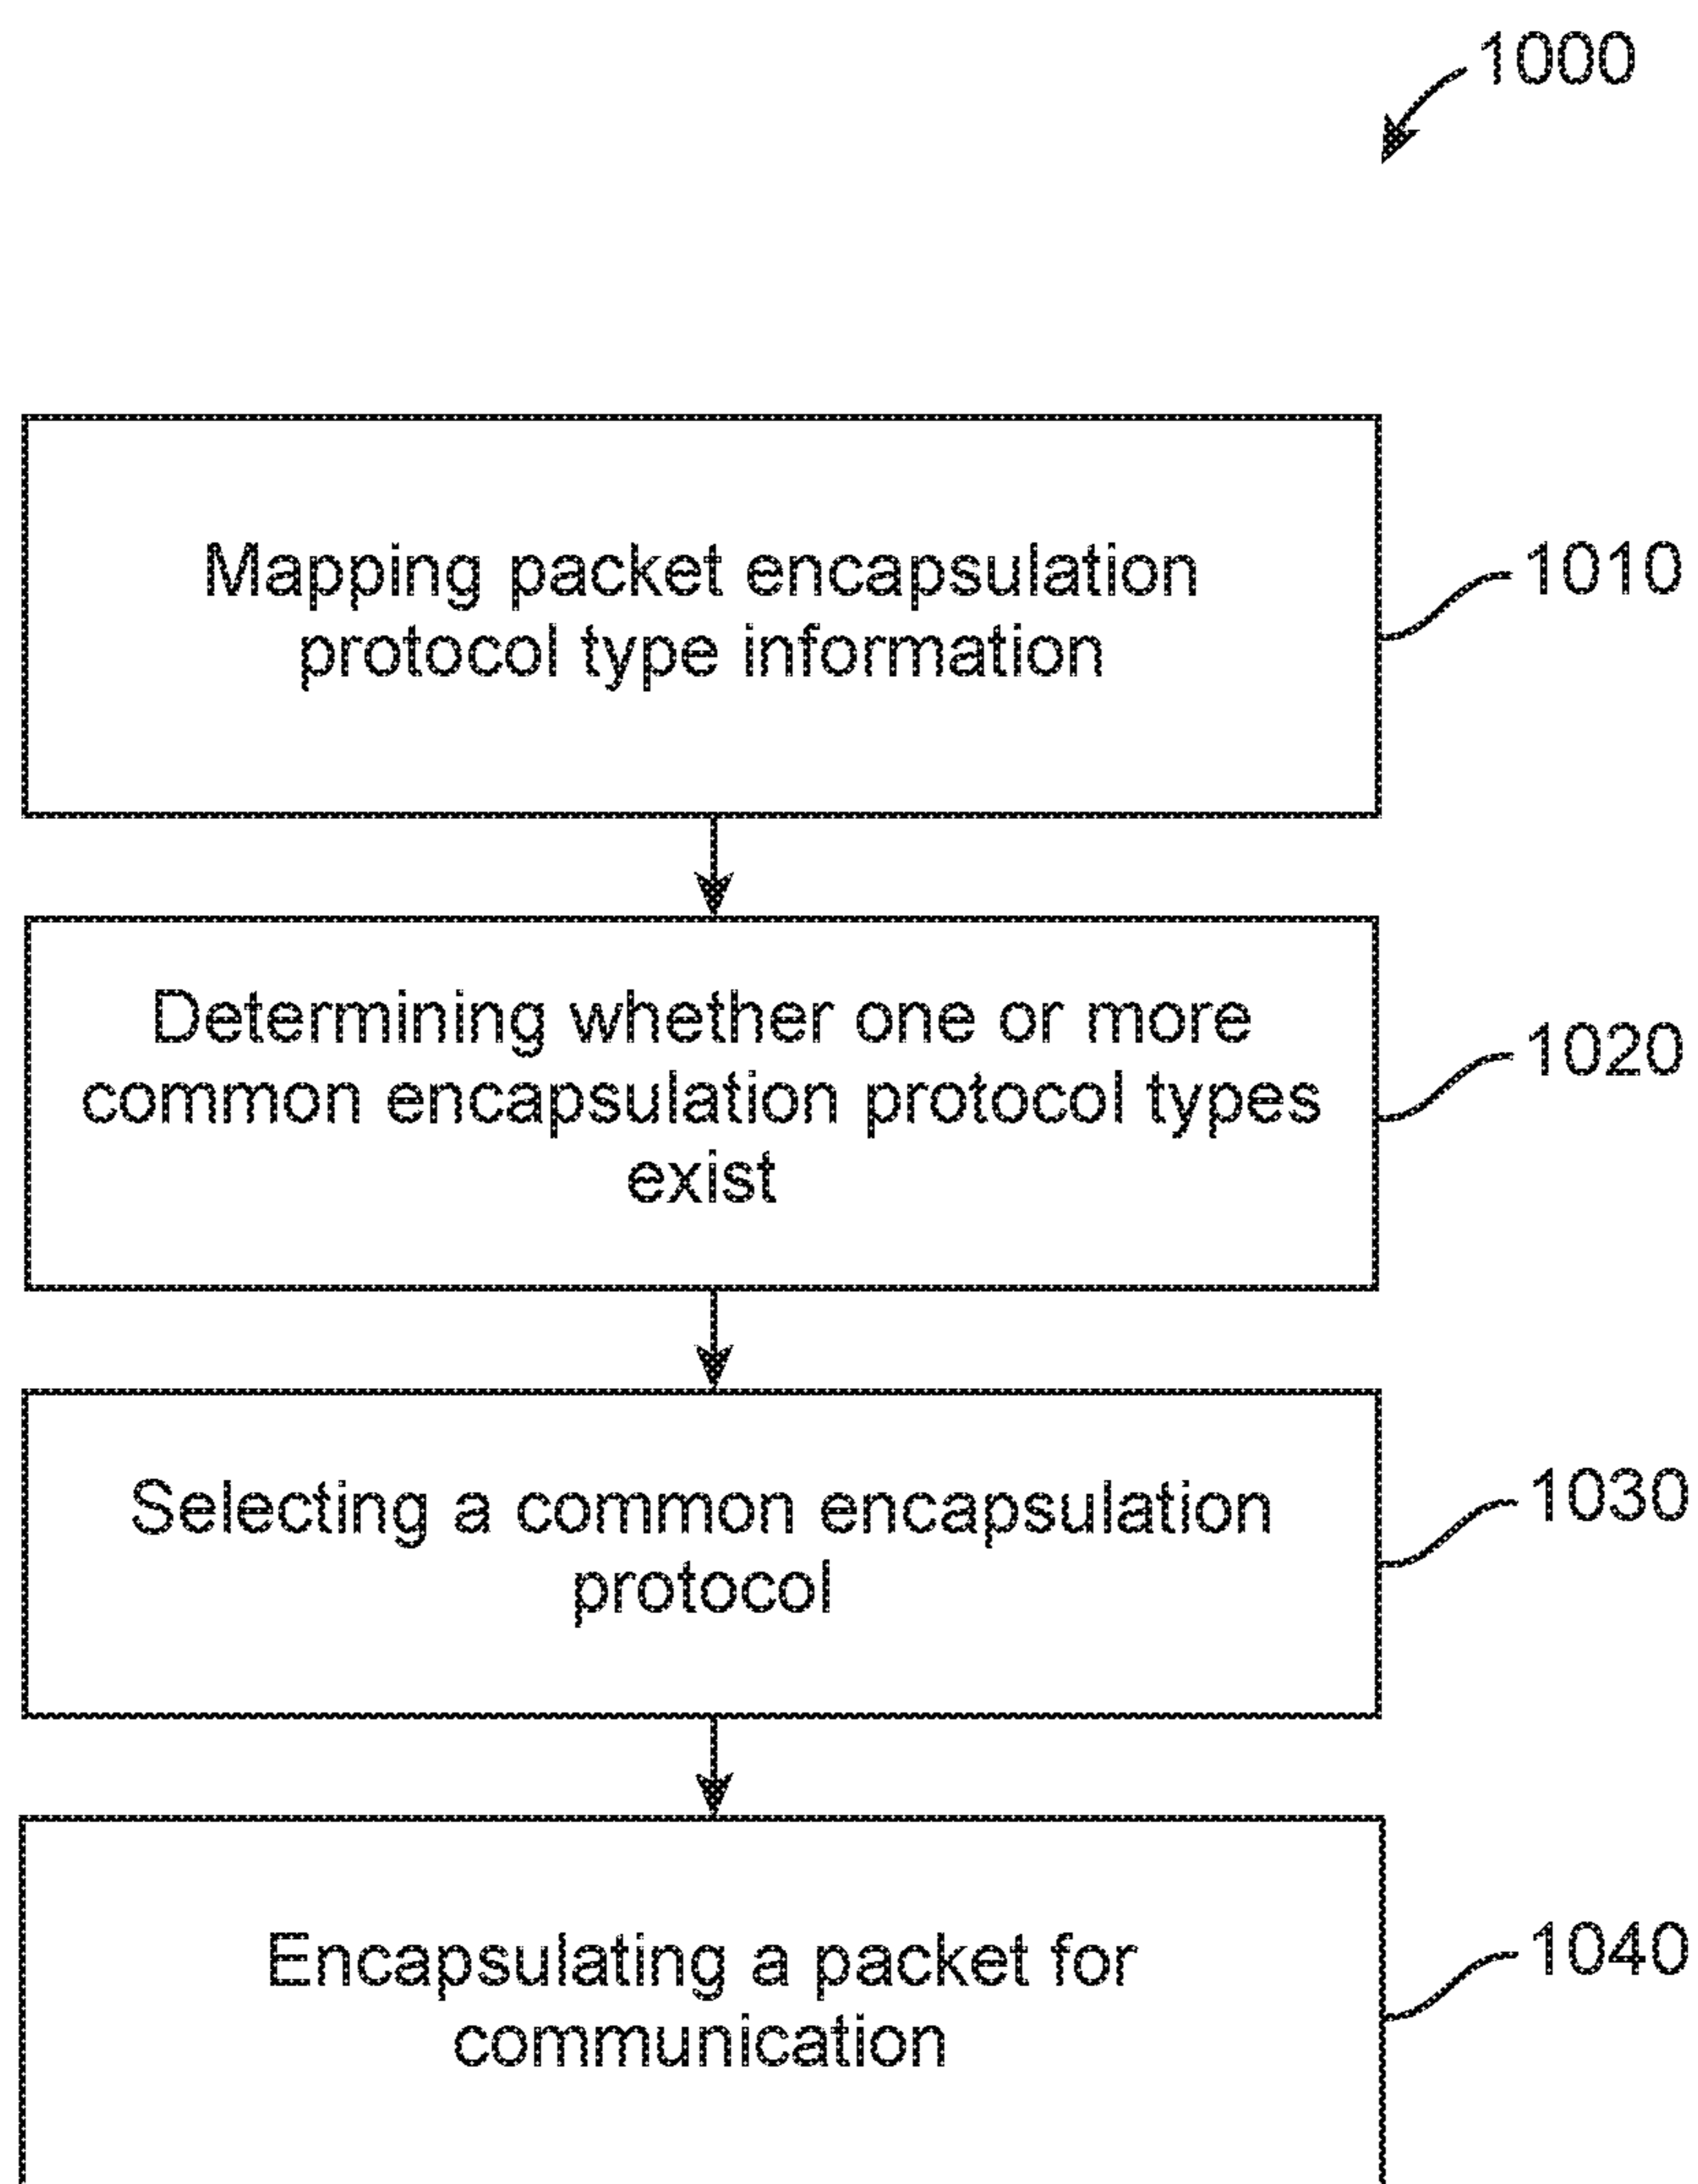 1000
Mapping packet encapsulation
protocol type information
1010
Determining whether one or more
common encapsulation protocol types
exist
1020
Selecting a common encapsulation
protocol
1030
Encapsulating a packet for
communication
1040